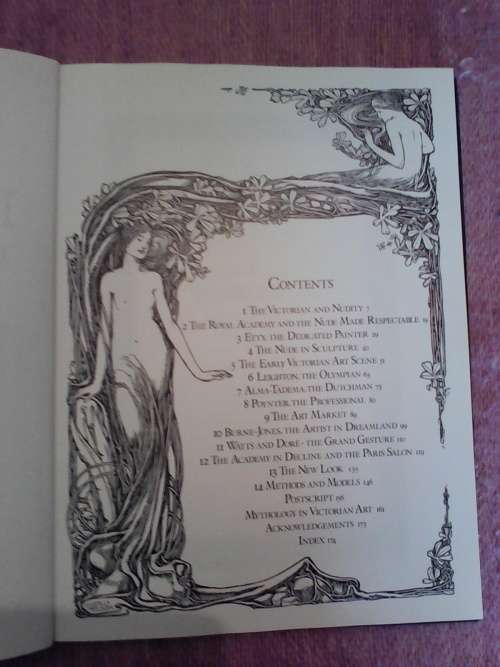 CONTENTS
1 THE VICTORIAN AND NUDITY 7
2 THE ROYAL ACADEMY AND THE NUDE MADE RESPECTABLE 19
3 ETTY, THE DEDICATED PAINTER 29
4 THE NUDE IN SCULPTURE 40
5 THE EARLY VICTORIAN ART SCENE 51
6 LEIGHTON, THE OLYMPIAN 63
7 ALMA-TADEMA, THE DUTCHMAN 73
8 POYNTER, THE PROFESSIONAL 80
9 THE ART MARKET 89
10 BURNE-JONES, THE ARTIST IN DREAMLAND 99
11 WATTS AND DORÉ - THE GRAND GESTURE 110
12 THE ACADEMY IN DECLINE AND THE PARIS SALON 119
13 THE NEW LOOK 135
14 METHODS AND MODELS 146
POSTSCRIPT 156
MYTHOLOGY IN VICTORIAN ART 161
ACKNOWLEDGEMENTS 173
INDEX 174